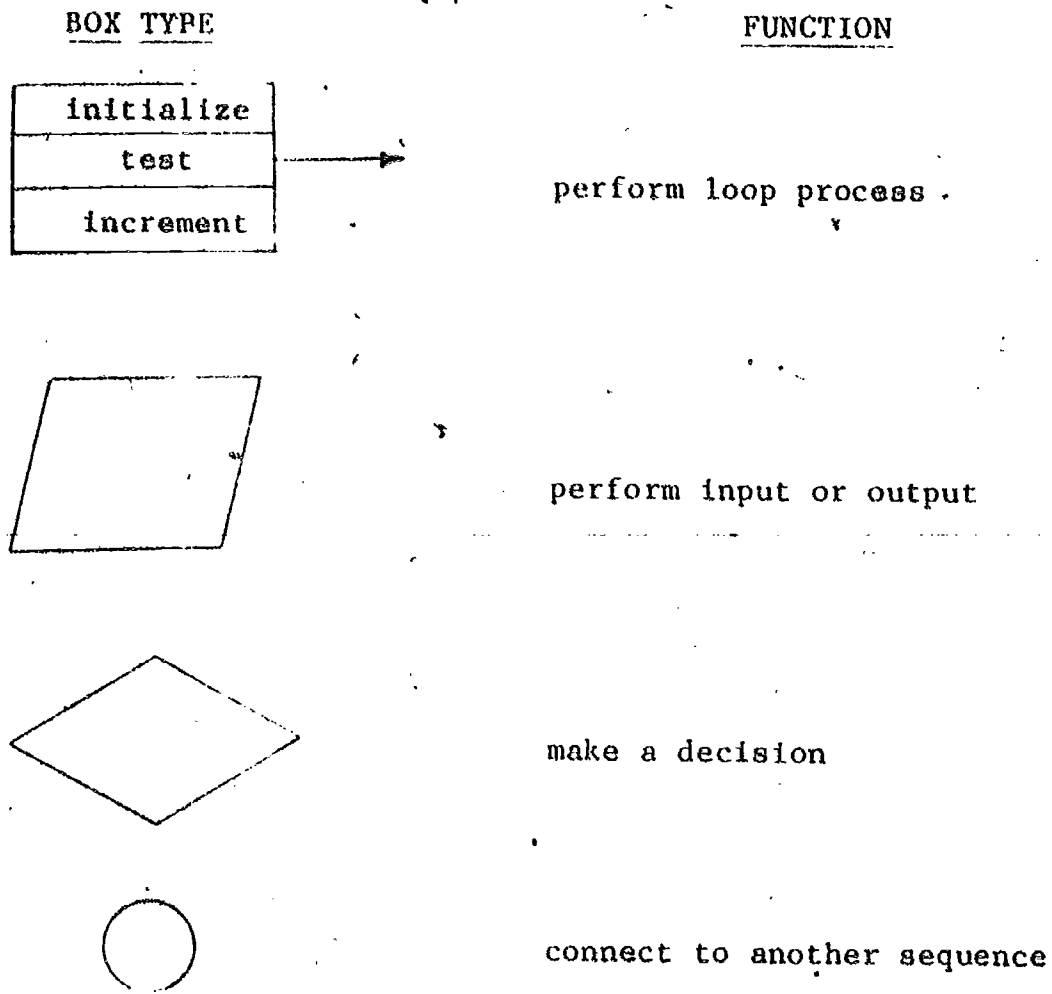 BOX TYPE
FUNCTION
initialize
test
increment
perform loop process
perform input or output
make a decision
connect to another sequence